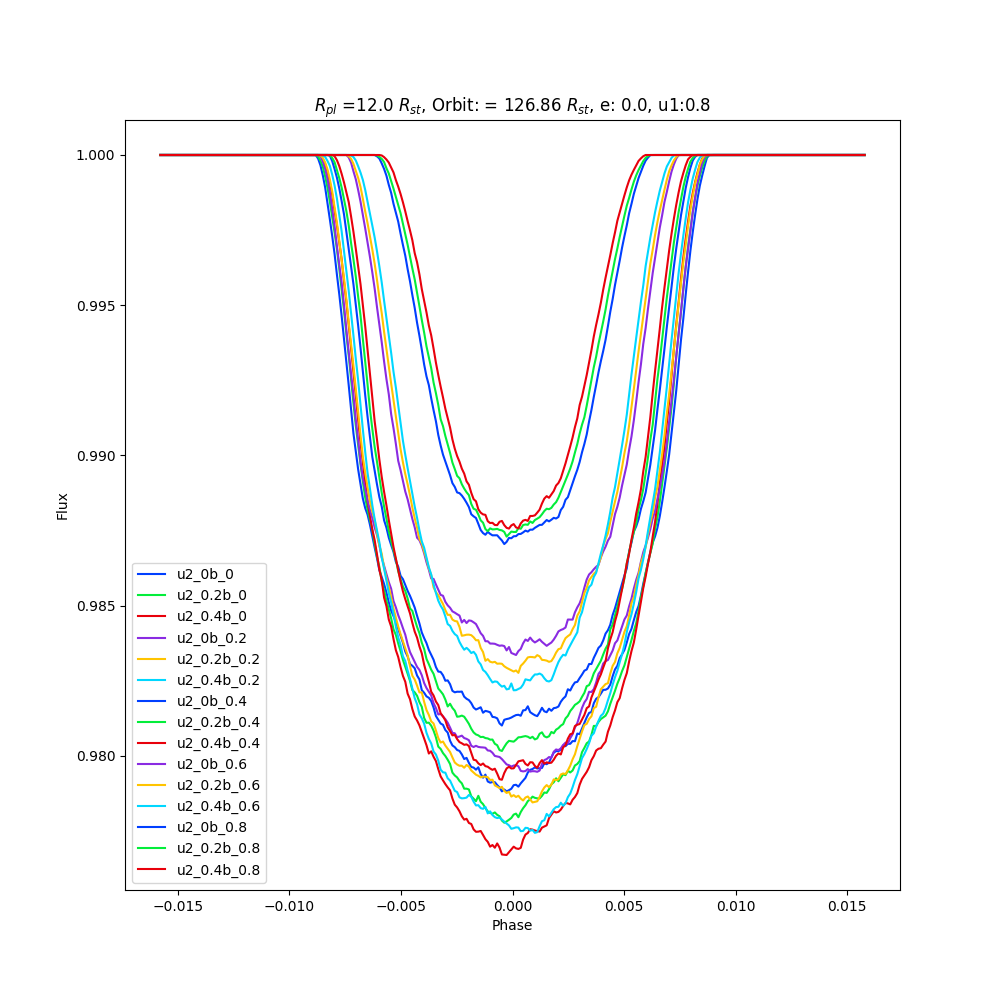 R_pl =12.0 R_st, Orbit: = 126.86 R_st, e: 0.0, u1:0.8
1.000
0.995
0.990
0.985
0.980
Flux
u2_0b_0
u2_0.2b_0
u2_0.4b_0
u2_0b_0.2
u2_0.2b_0.2
u2_0.4b_0.2
u2_0b_0.4
u2_0.2b_0.4
u2_0.4b_0.4
u2_0b_0.6
u2_0.2b_0.6
u2_0.4b_0.6
u2_0b_0.8
u2_0.2b_0.8
u2_0.4b_0.8
−0.015 −0.010 −0.005 0.000 0.005 0.010 0.015
Phase